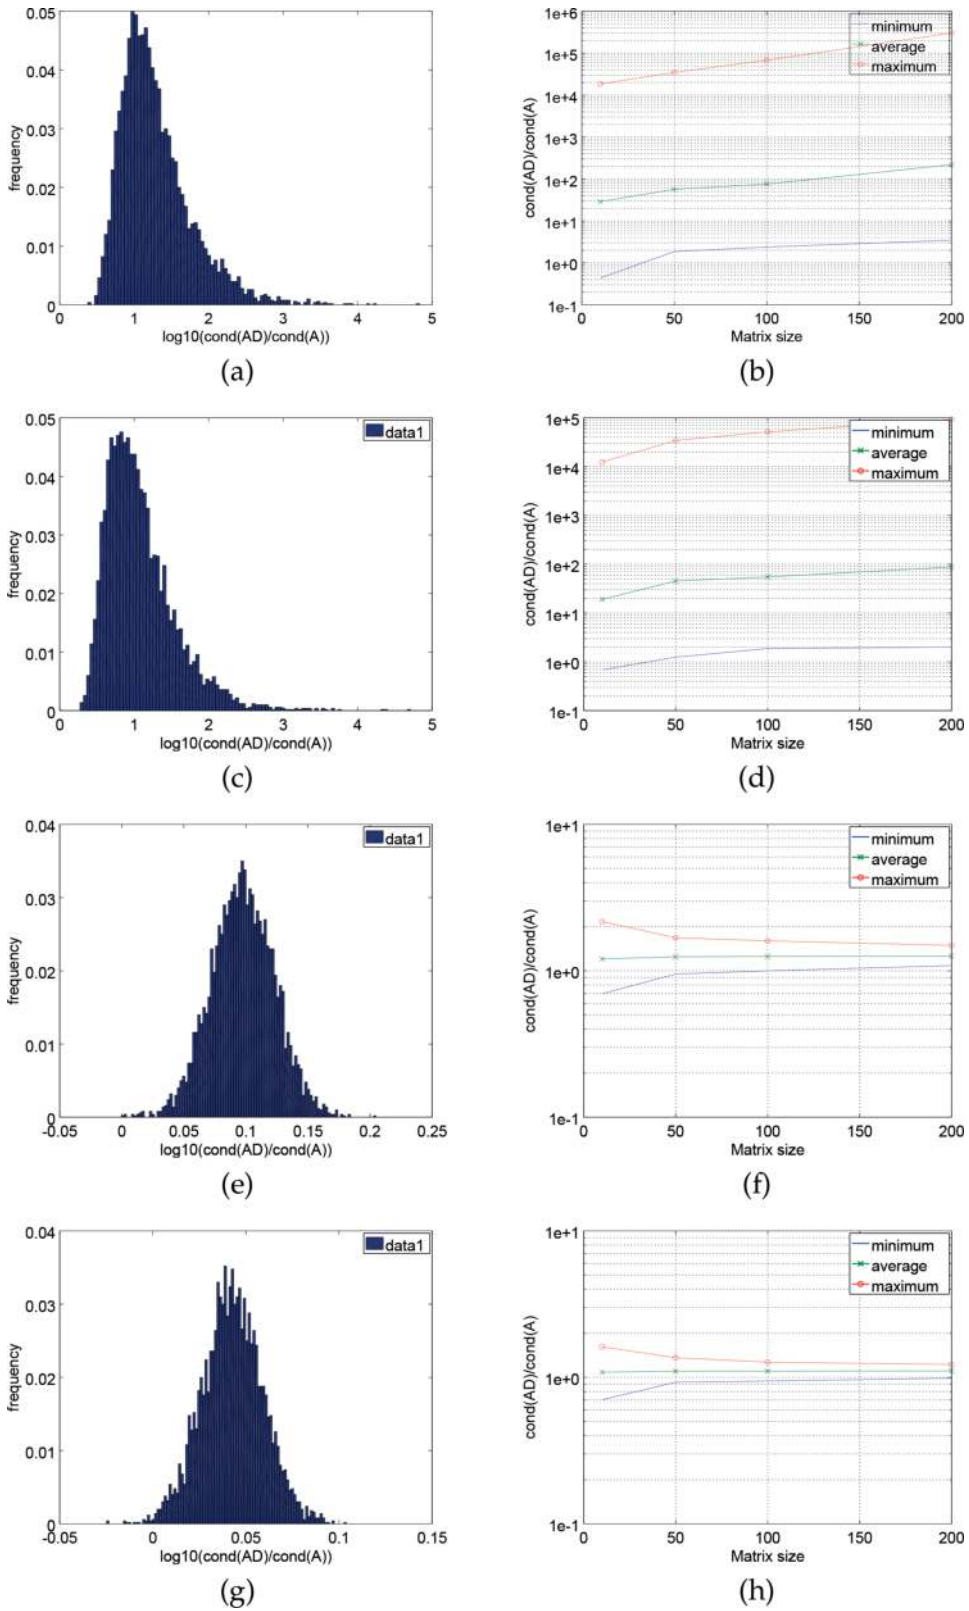 0.05
0.04
0.03
0.02
0.01
0
frequency
0 1 2 3 4 5
log10(cond(AD)/cond(A))
(a)
1e+6
1e+5
1e+4
1e+3
1e+2
1e+1
1e+0
1e-1
cond(AD)/cond(A)
minimum
average
maximum
0 50 100 150 200
Matrix size
(b)
0.05
0.04
0.03
0.02
0.01
0
frequency
data1
0 1 2 3 4 5
log10(cond(AD)/cond(A))
(c)
1e+5
1e+4
1e+3
1e+2
1e+1
1e+0
1e-1
cond(AD)/cond(A)
minimum
average
maximum
0 50 100 150 200
Matrix size
(d)
0.04
0.03
0.02
0.01
0
frequency
data1
-0.05 0 0.05 0.1 0.15 0.2 0.25
log10(cond(AD)/cond(A))
(e)
1e+1
1e+0
1e-1
cond(AD)/cond(A)
minimum
average
maximum
0 50 100 150 200
Matrix size
(f)
0.04
0.03
0.02
0.01
0
frequency
data1
-0.05 0 0.05 0.1 0.15
log10(cond(AD)/cond(A))
(g)
1e+1
1e+0
1e-1
cond(AD)/cond(A)
minimum
average
maximum
0 50 100 150 200
Matrix size
(h)